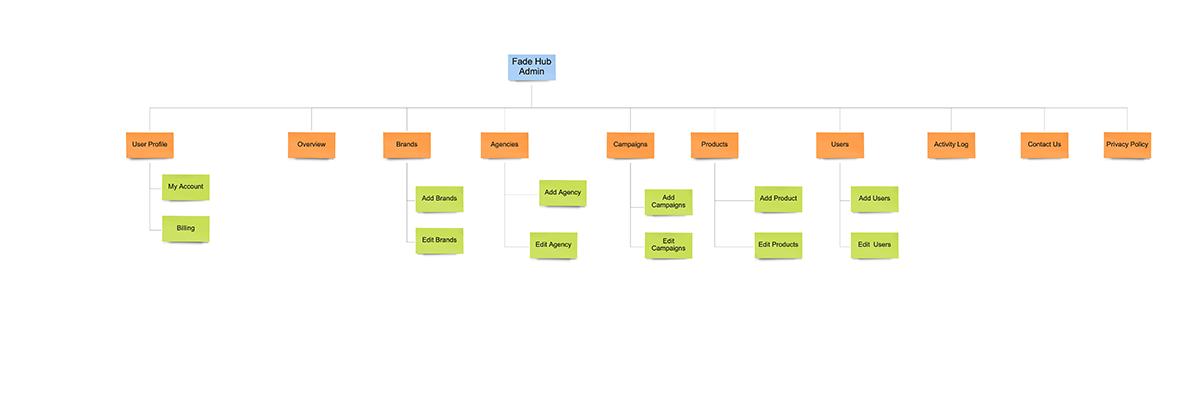 Fade Hub
Admin
User Profile
Overview
Brands
Agencies
Campaigns
Products
Users
Activity Log
Contact Us
Privacy Policy
My Account
Billing
Add Brands
Edit Brands
Add Agency
Edit Agency
Add
Campaigns
Edit
Campaigns
Add Product
Edit Products
Add Users
Edit  Users